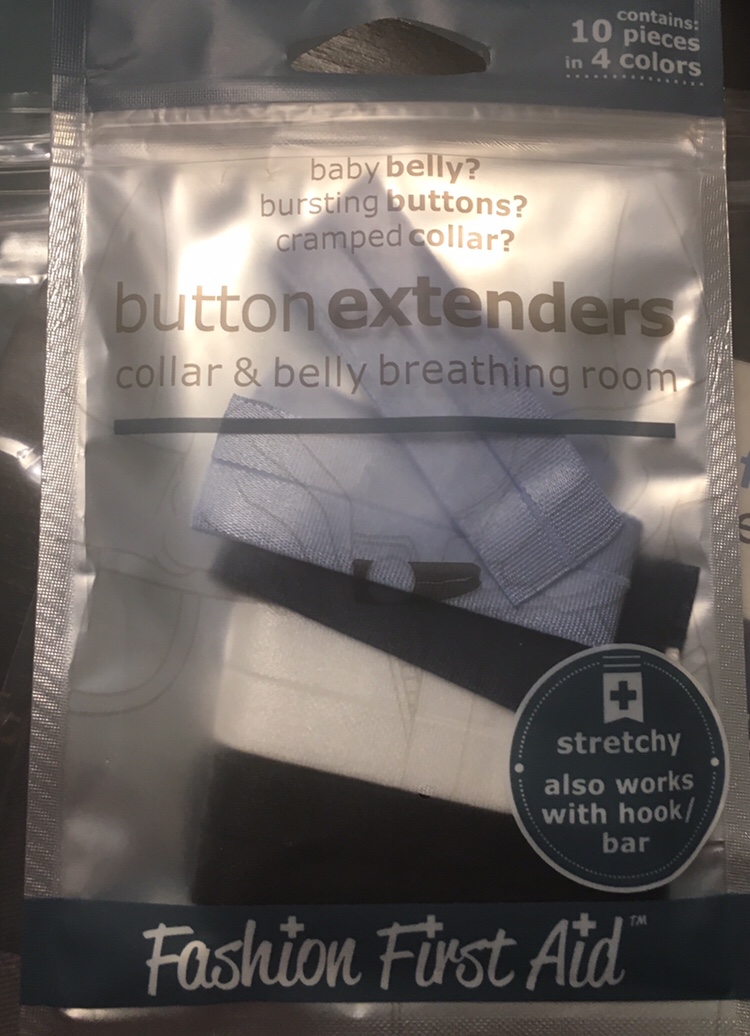 contains:
10 pieces
in 4 colors
baby belly?
bursting buttons?
cramped collar?
button extenders
collar & belly breathing room
stretchy
also works
with hook/
bar
Fashion First Aid™